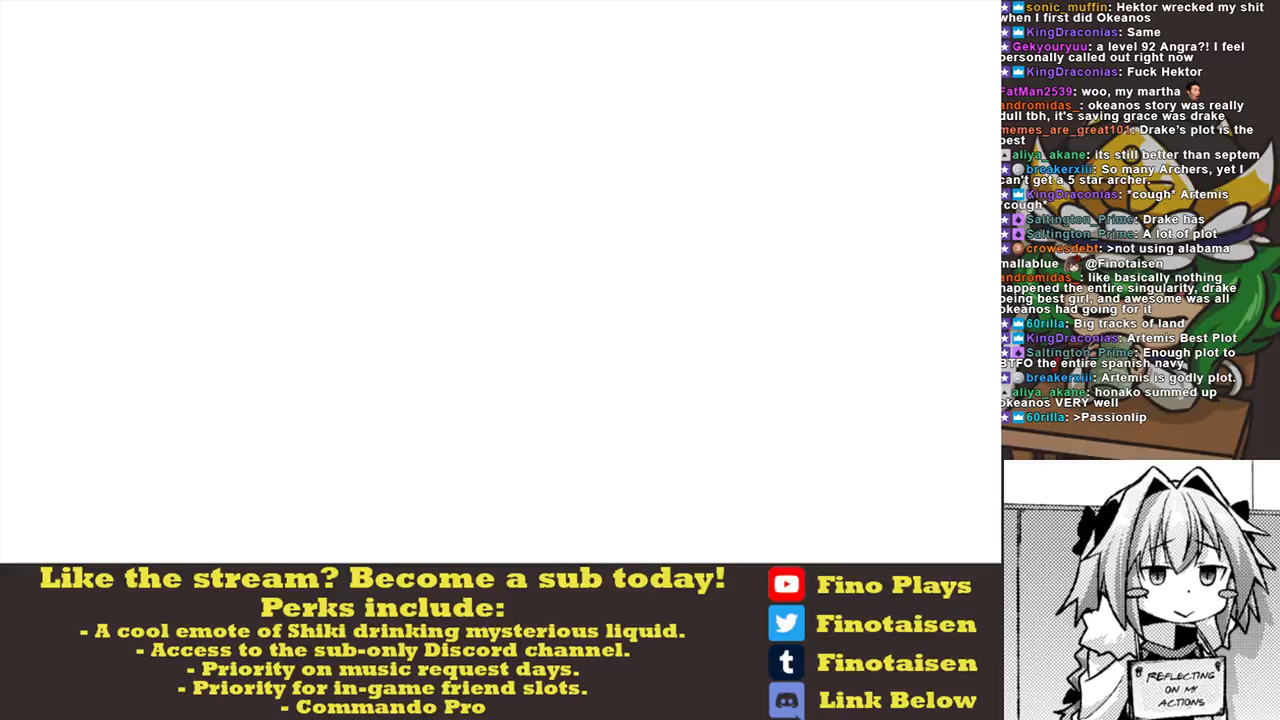 sonic_muffin: Hektor wrecked my shit
when I first did Okeanos
KingDraconias: Same
Gekyouryuu: a level 92 Angra?! I feel
personally called out right now
KingDraconias: Fuck Hektor
FatMan2539: woo, my martha
andromidas_: okeanos story was really
dull tbh, it's saving grace was drake
memes_are_great101: Drake's plot is the
best
aliya_akane: its still better than septem
breakerxiii: So many Archers, yet I
can't get a 5 star archer.
KingDraconias: *cough* Artemis
*cough*
Saltington_Prime: Drake has
Saltington_Prime: A lot of plot
crowesdebt: >not using alabama
mallablue @Finotaisen
andromidas_: like basically nothing
happened the entire singularity, drake
being best girl, and awesome was all
okeanos had going for it
60rilla: Big tracks of land
KingDraconias: Artemis Best Plot
Saltington_Prime: Enough plot to
BTFO the entire spanish navy
breakerxiii: Artemis is godly plot.
aliya_akane: honako summed up
okeanos VERY well
60rilla: >Passionlip
Like the stream? Become a sub today!
Perks include:
- A cool emote of Shiki drinking mysterious liquid.
- Access to the sub-only Discord channel.
- Priority on music request days.
- Priority for in-game friend slots.
- Commando Pro
Fino Plays
Finotaisen
Finotaisen
Link Below
REFLECTING
ON MY
ACTIONS